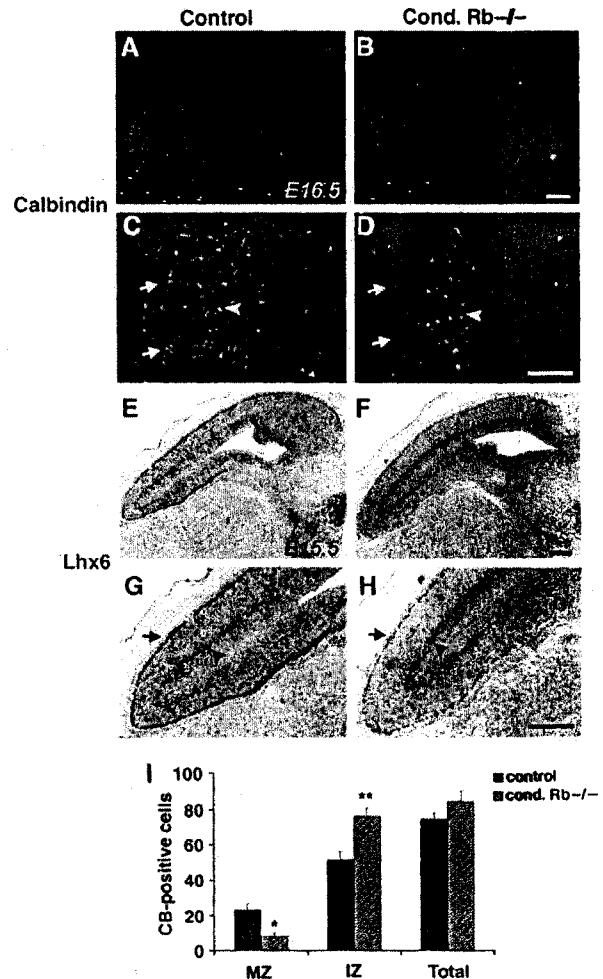 Control
Cond. Rb-/-
A
B
E16.5
Calbindin
C
D
E
F
E15.5
Lhx6
G
H
I
CB-positive cells
100
80
60
40
20
0
*
**
MZ
IZ
Total
control
cond. Rb-/-